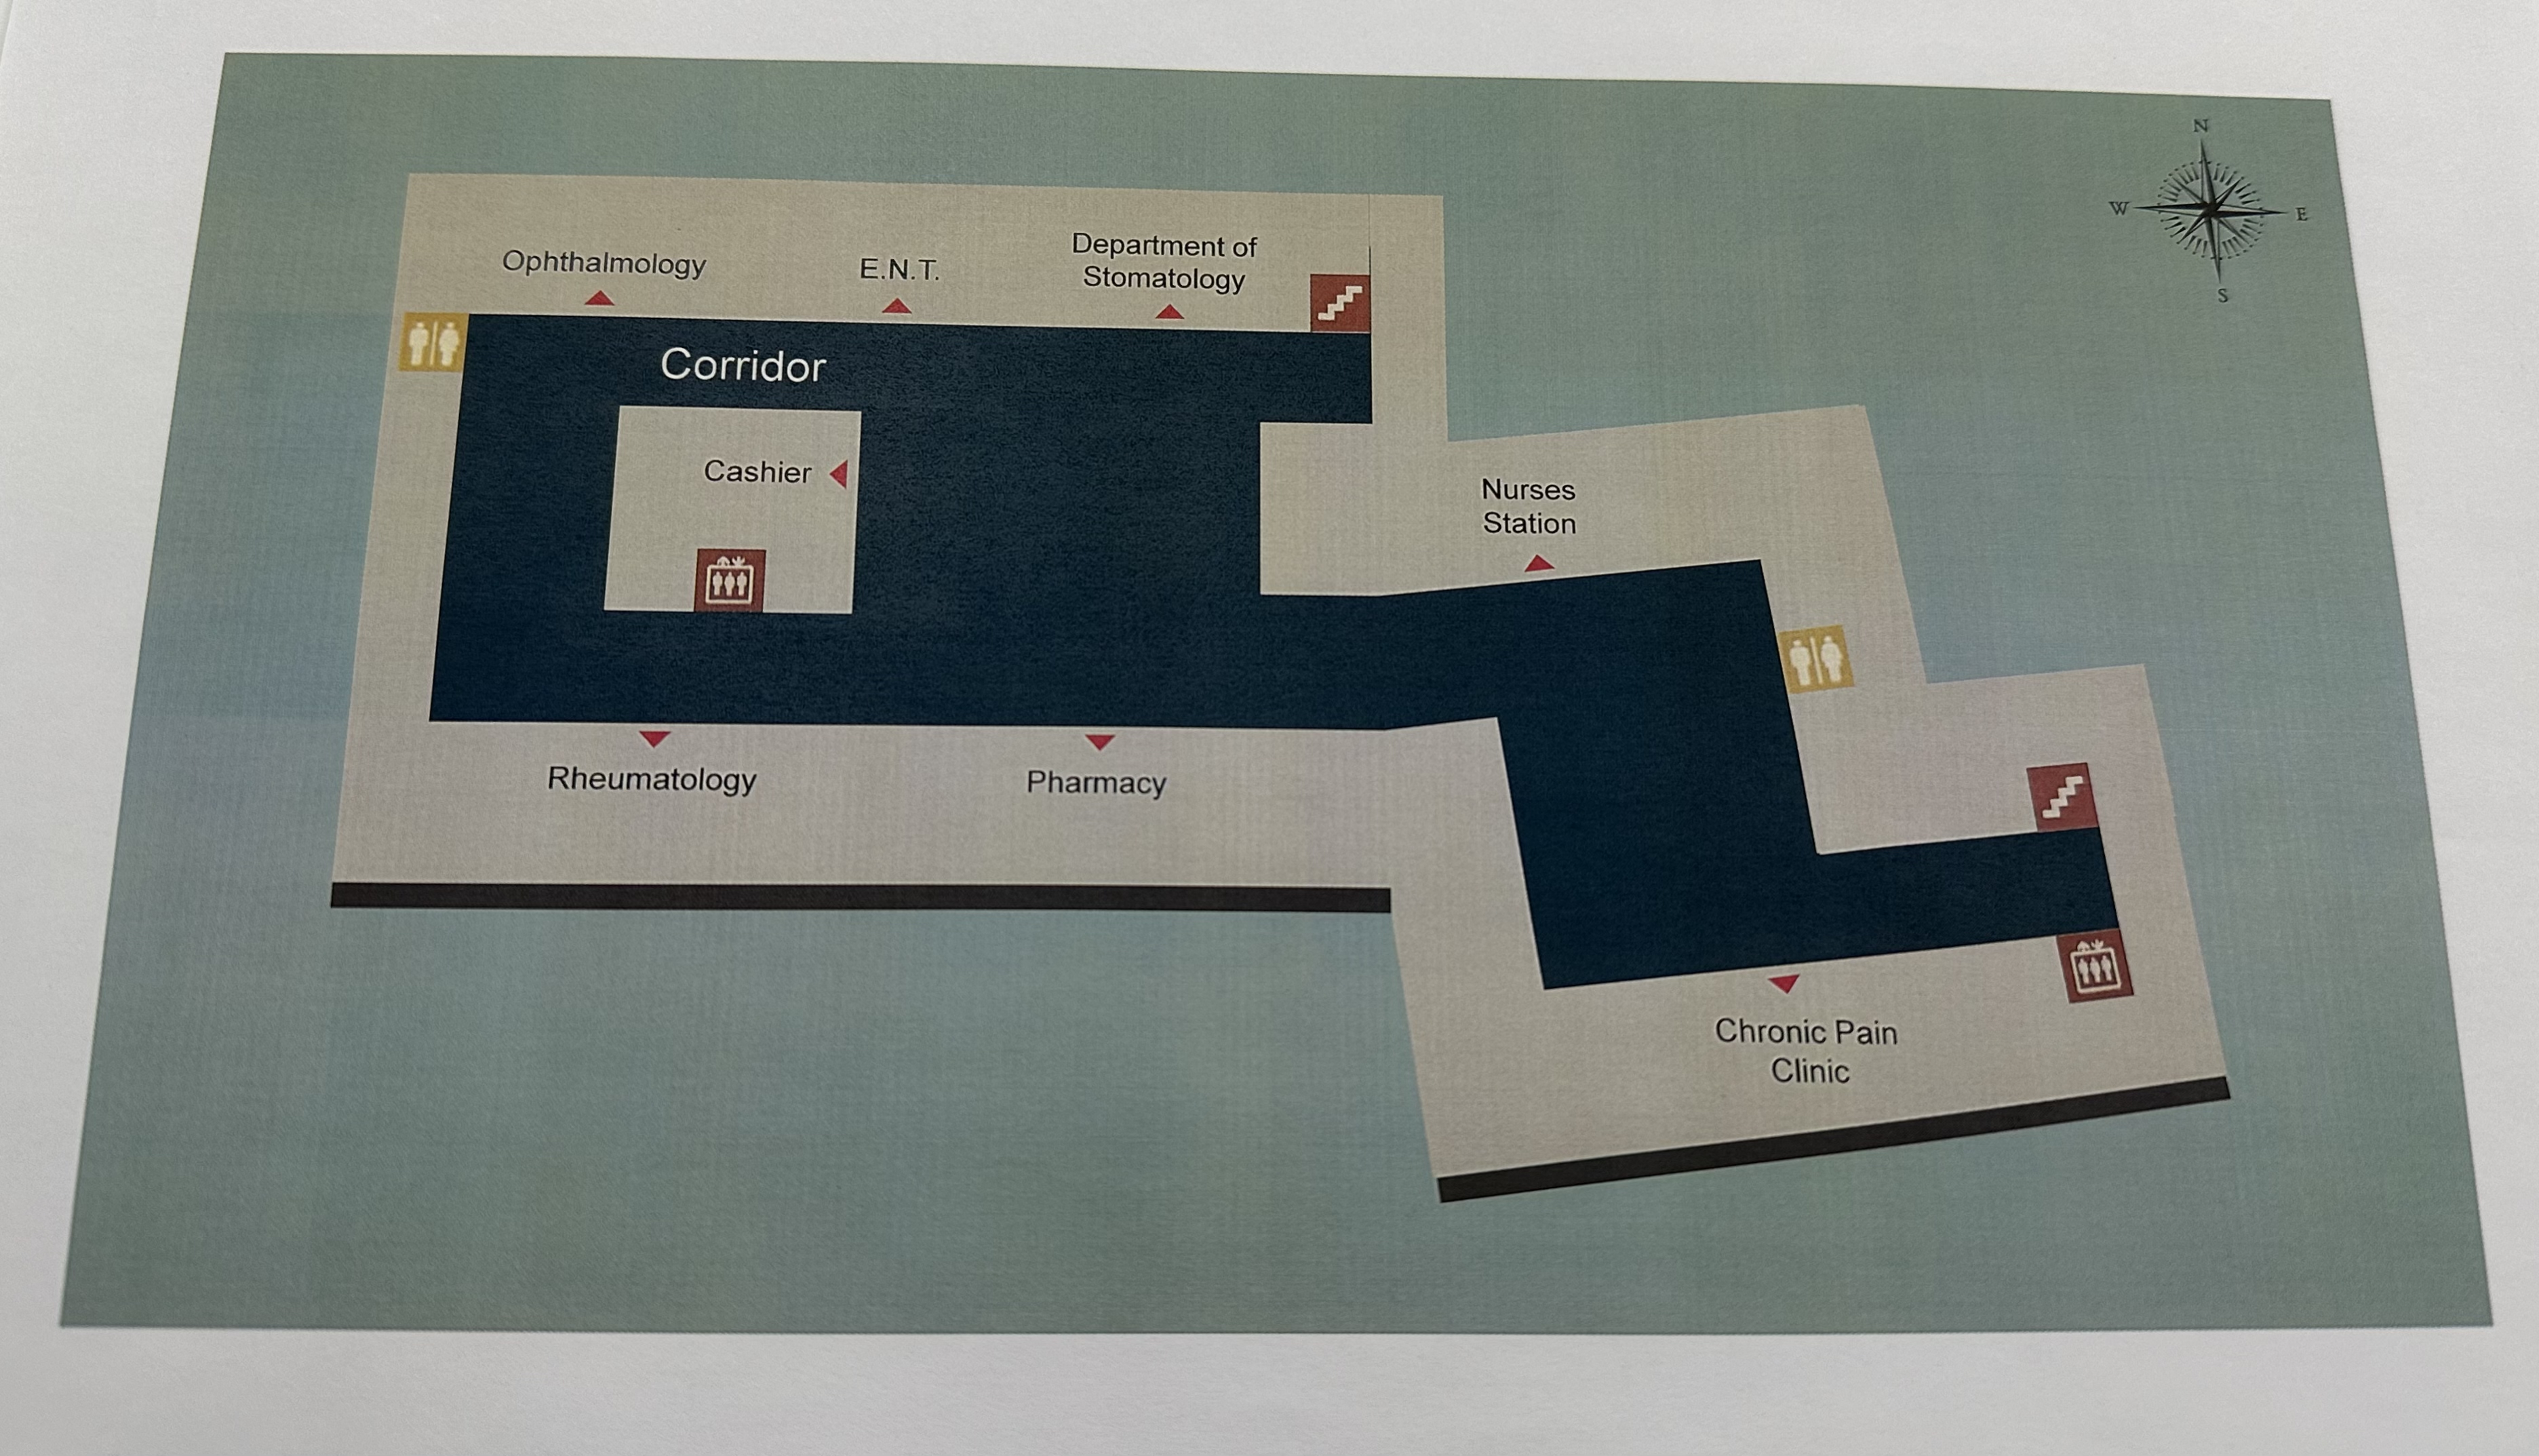 N
W
E
S
Ophthalmology
E.N.T.
Department of
Stomatology
Corridor
Cashier
Nurses
Station
Rheumatology
Pharmacy
Chronic Pain
Clinic